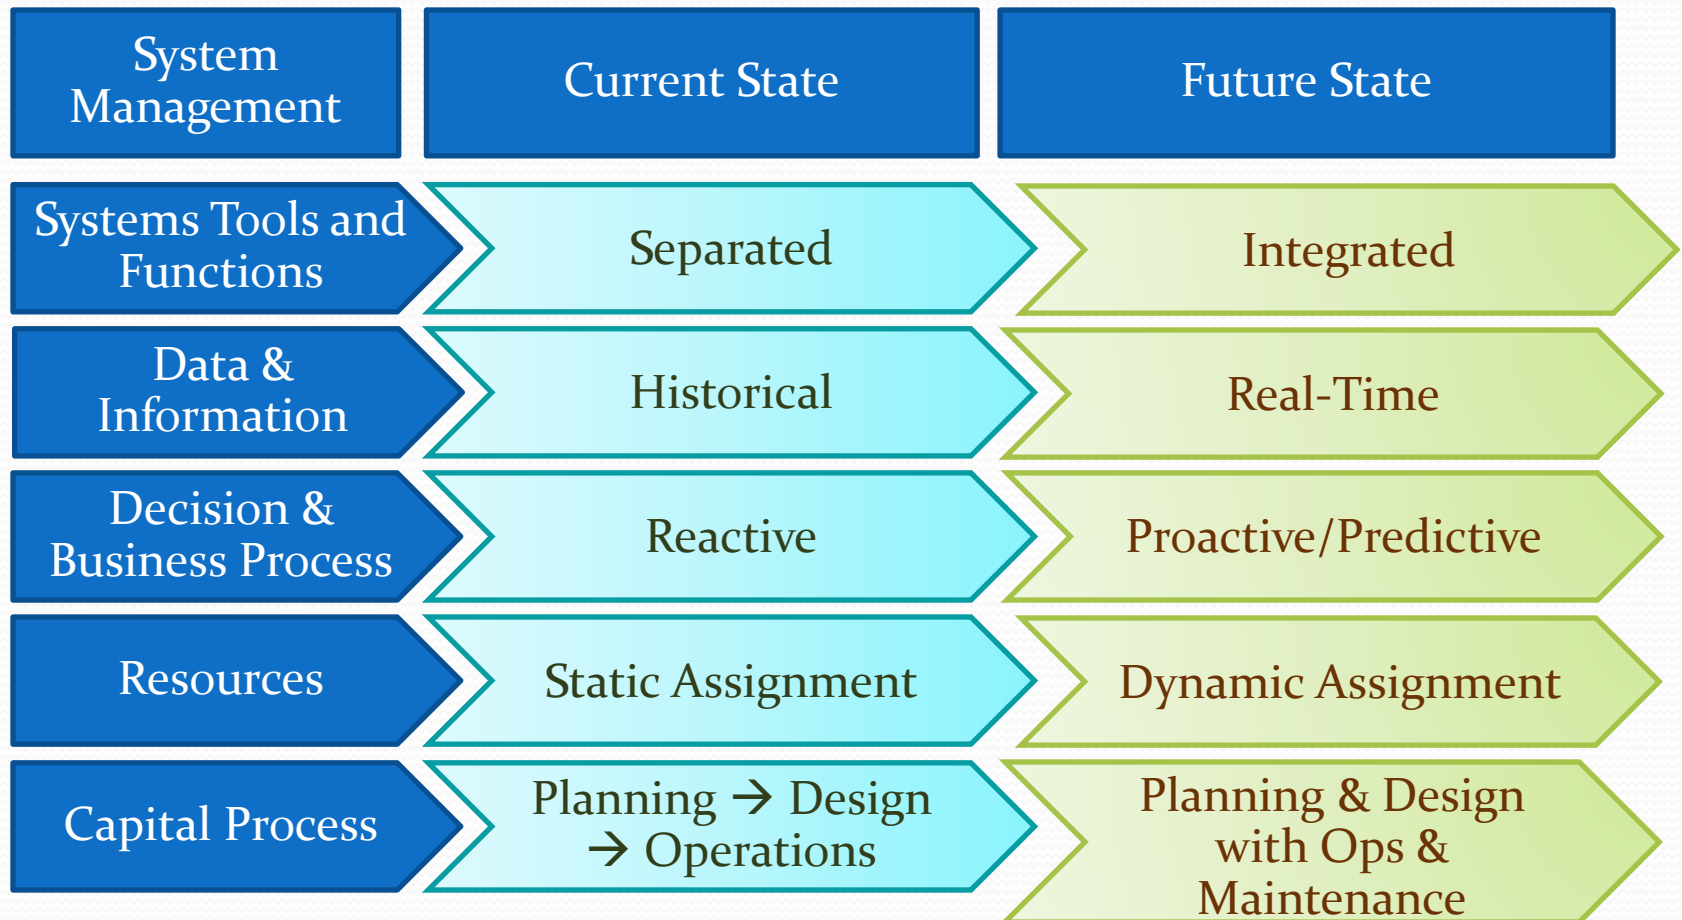 System
Management
Current State
Future State
Systems Tools and
Functions
Separated
Integrated
Data &
Information
Historical
Real-Time
Decision &
Business Process
Reactive
Proactive/Predictive
Resources
Static Assignment
Dynamic Assignment
Capital Process
Planning → Design
→ Operations
Planning & Design
with Ops &
Maintenance